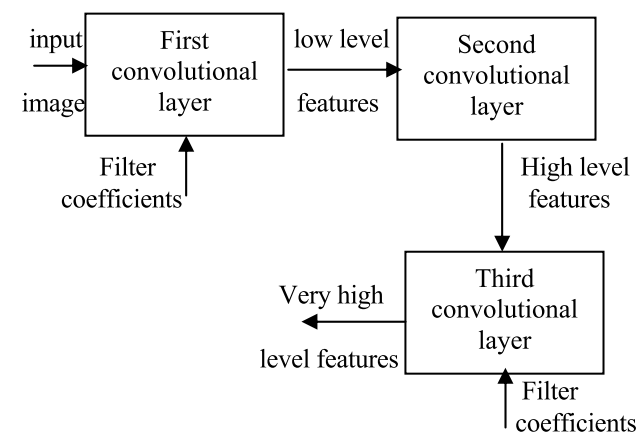 input
image
First
convolutional
layer
low level
features
Second
convolutional
layer
Filter
coefficients
High level
features
Third
convolutional
layer
Very high
level features
Filter
coefficients